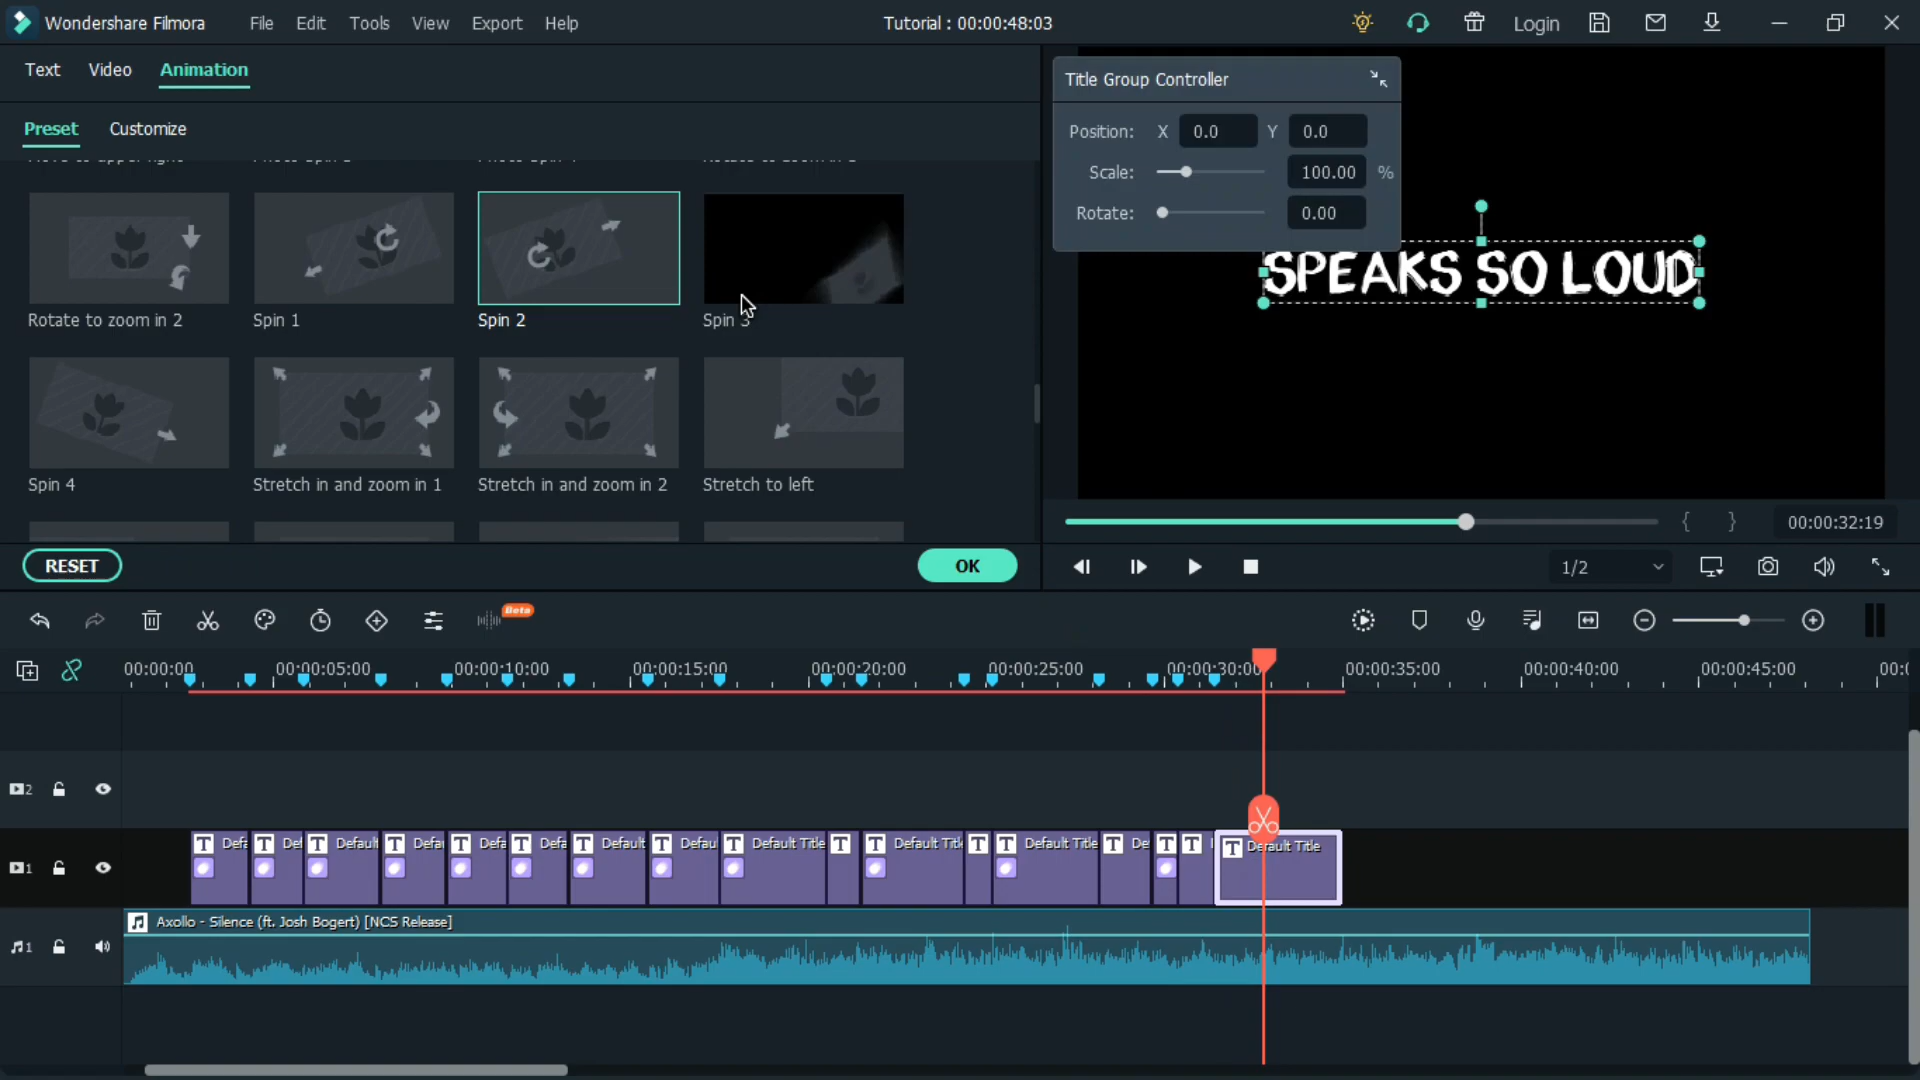 Wondershare Filmora File Edit Tools View Export Help Tutorial : 00:00:48:03 Login
Text Video Animation
Preset Customize
Title Group Controller
Position: X 0.0 Y 0.0
Scale: 100.00 %
Rotate: 0.00
SPEAKS SO LOUD
Rotate to zoom in 2 Spin 1 Spin 2 Spin 3
Spin 4 Stretch in and zoom in 1 Stretch in and zoom in 2 Stretch to left
RESET OK
00:00:32:19
1/2
Beta
00:00:00 00:00:05:00 00:00:10:00 00:00:15:00 00:00:20:00 00:00:25:00 00:00:30:00 00:00:35:00 00:00:40:00 00:00:45:00 00:0
2
1 T Defa T Def T Default T Defau T Defa T Defa T Default T Defau T Default Title T T Default Title T T Default Title T De T T T Default Title
Axollo - Silence (ft. Josh Bogert) [NCS Release]
1